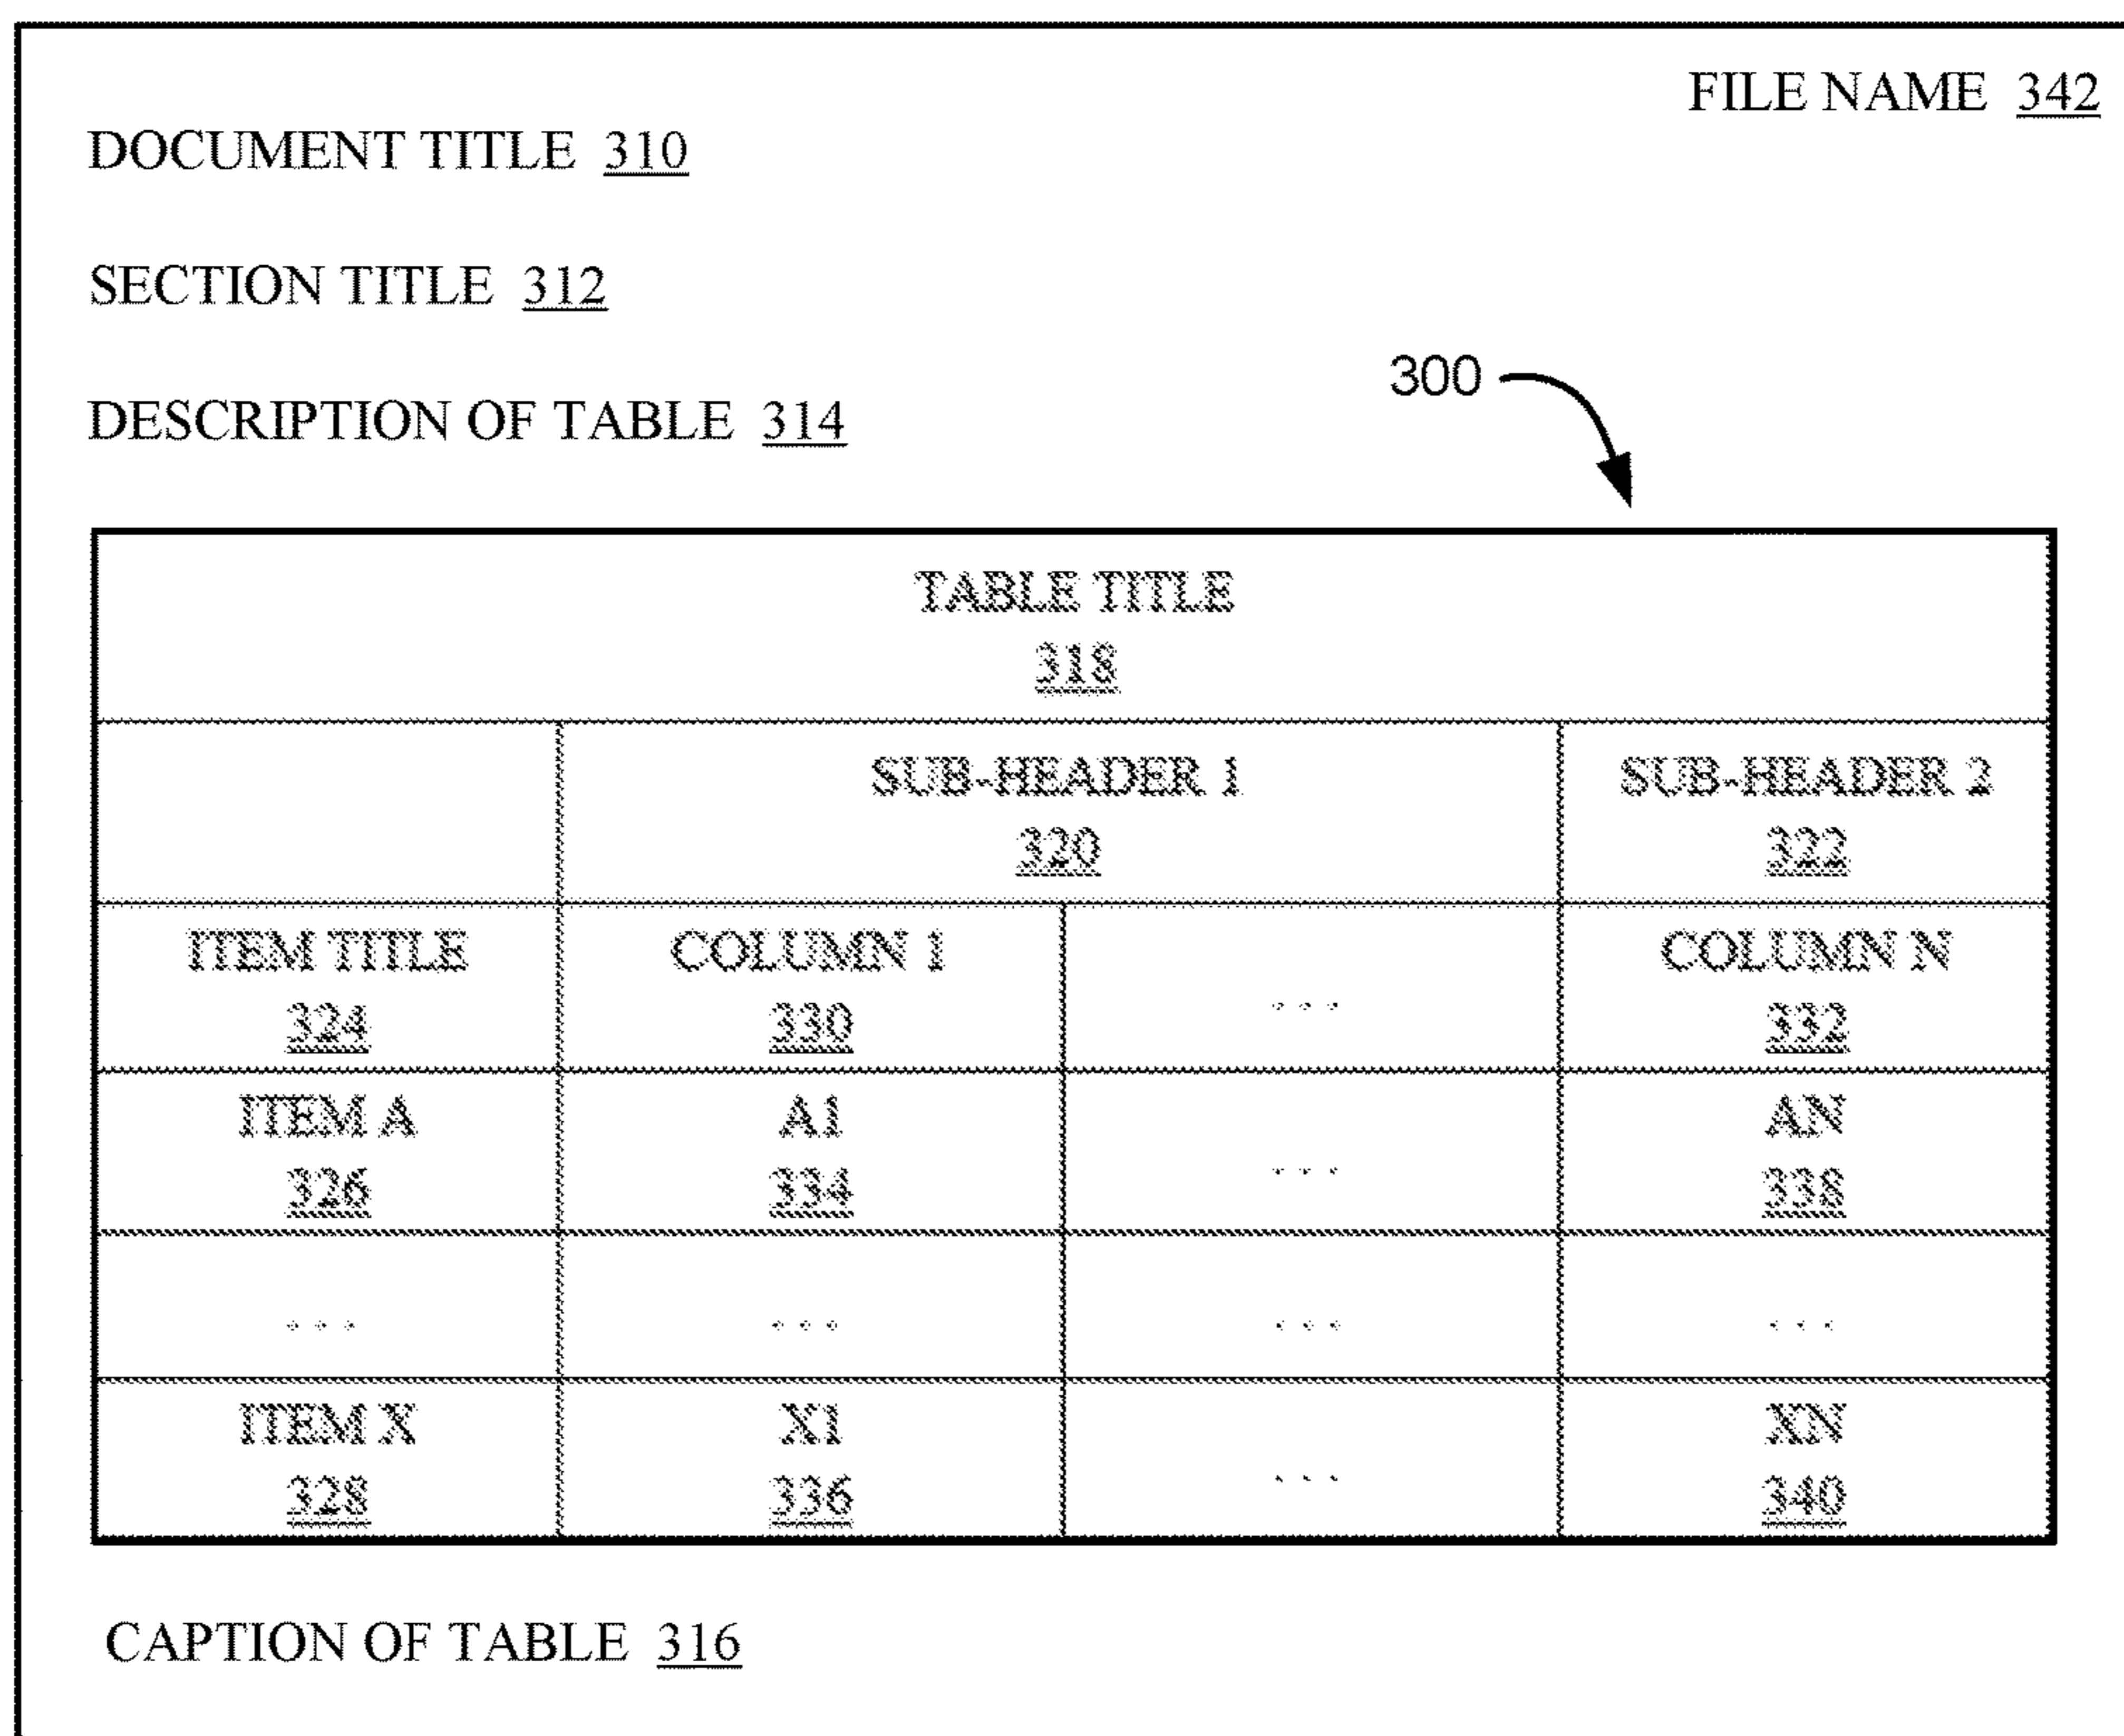 FILE NAME 342
DOCUMENT TITLE 310
SECTION TITLE 312
300
DESCRIPTION OF TABLE 314
TABLE TITLE
318
SUB-HEADER 1
320
SUB-HEADER 2
322
ITEM TITLE
324
COLUMN 1
330
...
COLUMN N
332
ITEM A
326
A1
334
...
AN
338
...
...
...
...
ITEM X
328
X1
336
...
XN
340
CAPTION OF TABLE 316